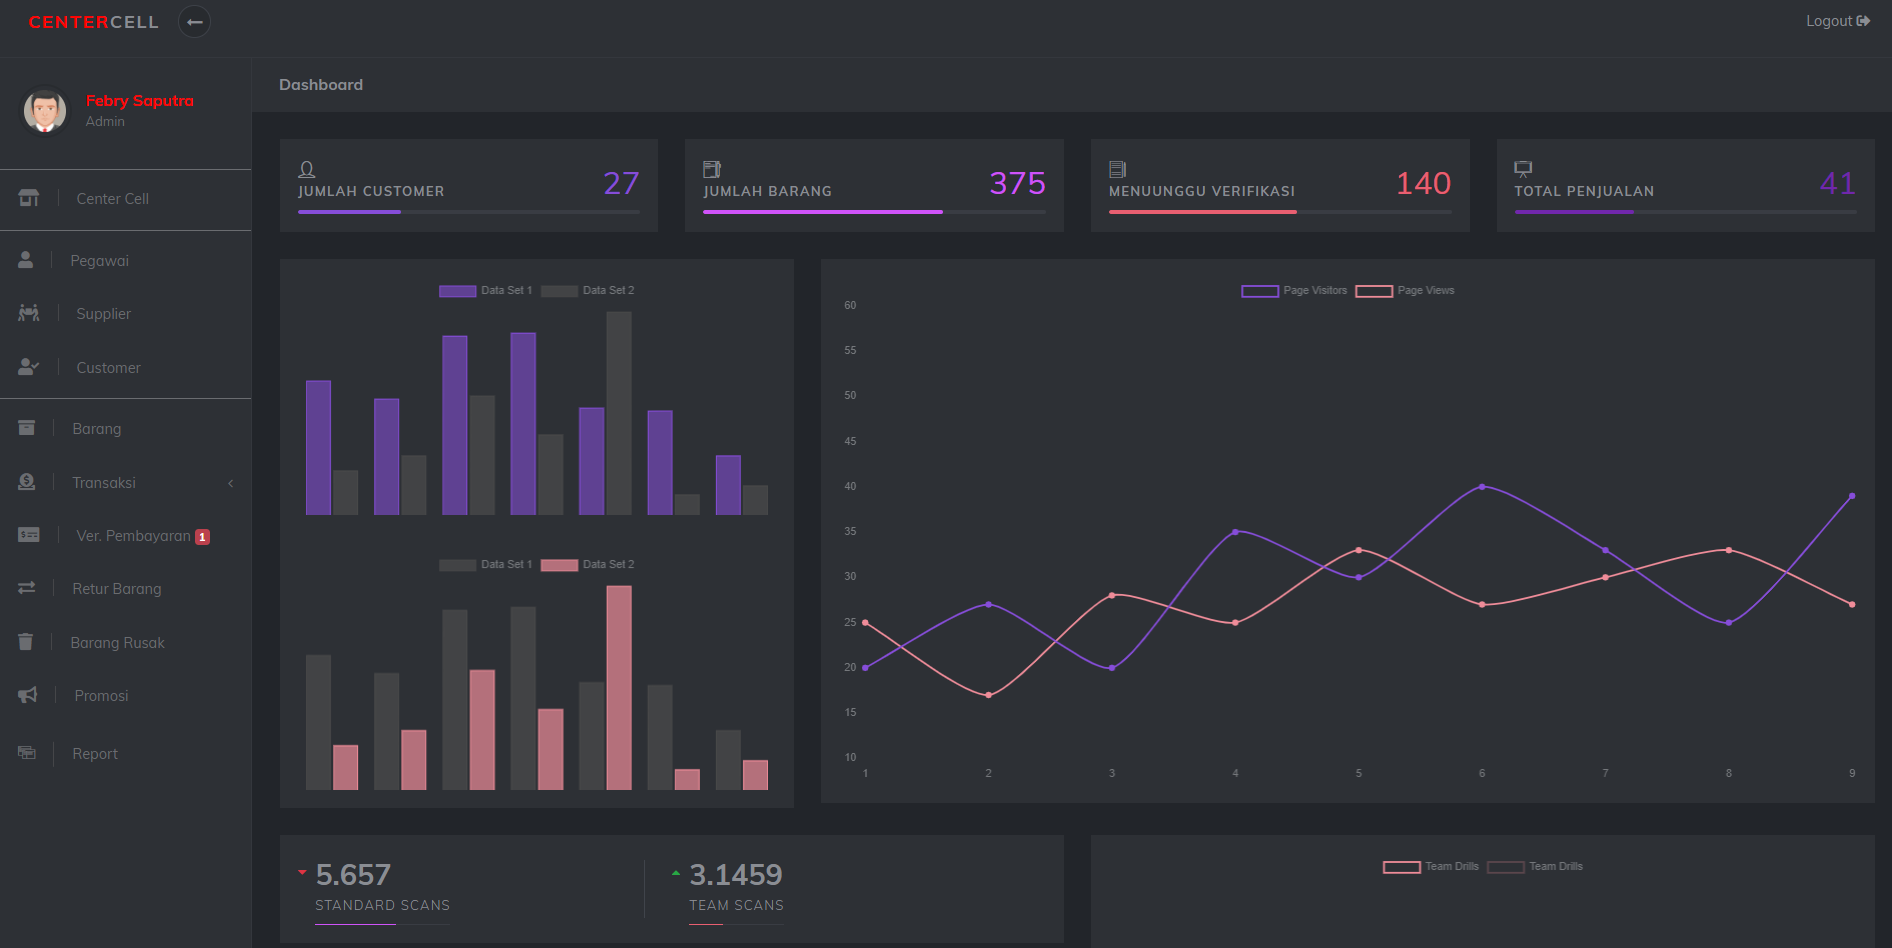 CENTERCELL
Logout
Febry Saputra
Admin
Center Cell
Pegawai
Supplier
Customer
Barang
Transaksi
Ver. Pembayaran 1
Retur Barang
Barang Rusak
Promosi
Report
Dashboard
JUMLAH CUSTOMER 27
JUMLAH BARANG 375
MENUUNGGU VERIFIKASI 140
TOTAL PENJUALAN 41
Data Set 1 Data Set 2
Data Set 1 Data Set 2
Page Visitors Page Views
60
55
50
45
40
35
30
25
20
15
10
1 2 3 4 5 6 7 8 9
5.657
STANDARD SCANS
3.1459
TEAM SCANS
Team Drills Team Drills